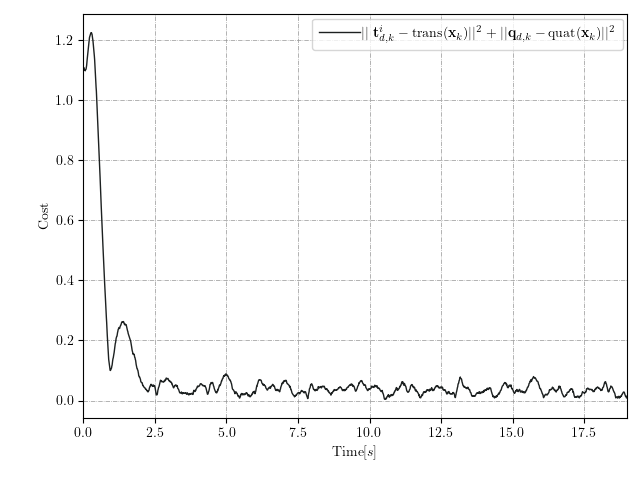 || t^i_{d,k} − trans(x_k)||² + ||q_{d,k} − quat(x_k)||²
1.2
1.0
0.8
0.6
0.4
0.2
0.0
Cost
0.0 2.5 5.0 7.5 10.0 12.5 15.0 17.5
Time[s]